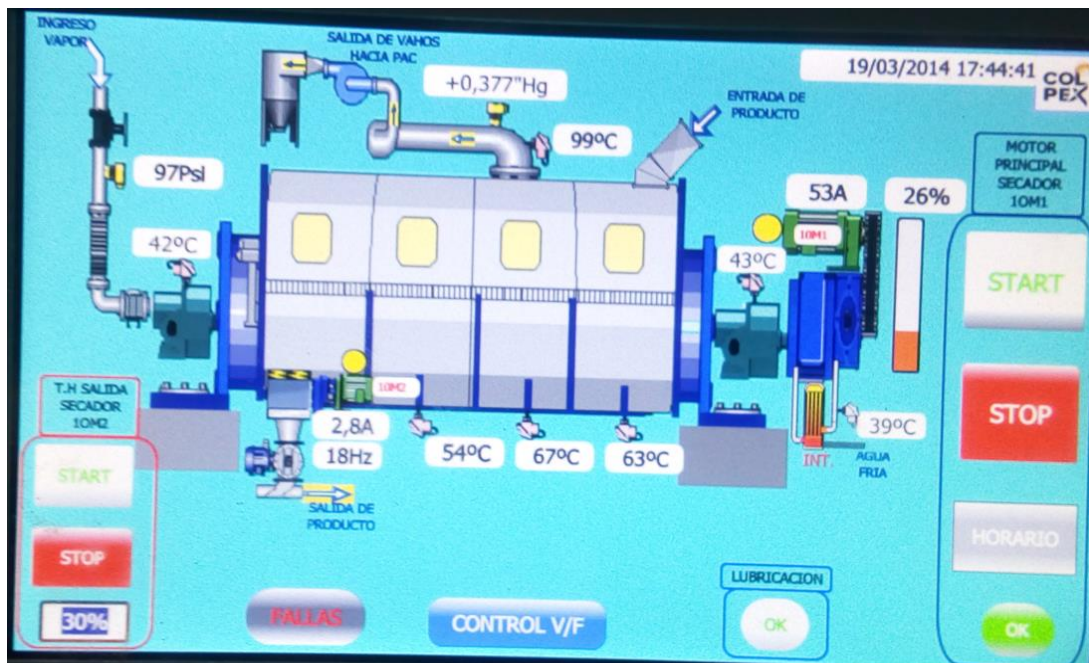 INGRESO
VAPOR
SALIDA DE VAHOS
HACIA PAC
+0,377"Hg
19/03/2014 17:44:41
COL
PEX
ENTRADA DE
PRODUCTO
99ºC
97Psl
42ºC
53A
26%
10M1
43ºC
MOTOR
PRINCIPAL
SECADOR
10M1
START
STOP
HORARIO
OK
T.H SALIDA
SECADOR
10M2
START
STOP
30%
10M2
2,8A
18Hz
54ºC
67ºC
63ºC
39ºC
INT.
AGUA
FRIA
SALIDA DE
PRODUCTO
FALLAS
CONTROL V/F
LUBRICACION
OK